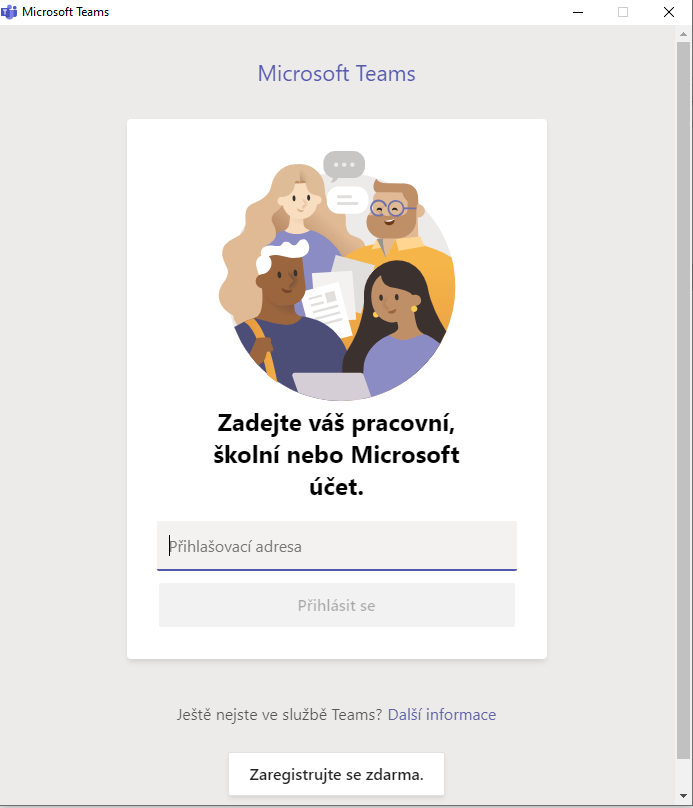 Microsoft Teams
Microsoft Teams
Zadejte váš pracovní,
školní nebo Microsoft
účet.
Přihlašovací adresa
Přihlásit se
Ještě nejste ve službě Teams? Další informace
Zaregistrujte se zdarma.